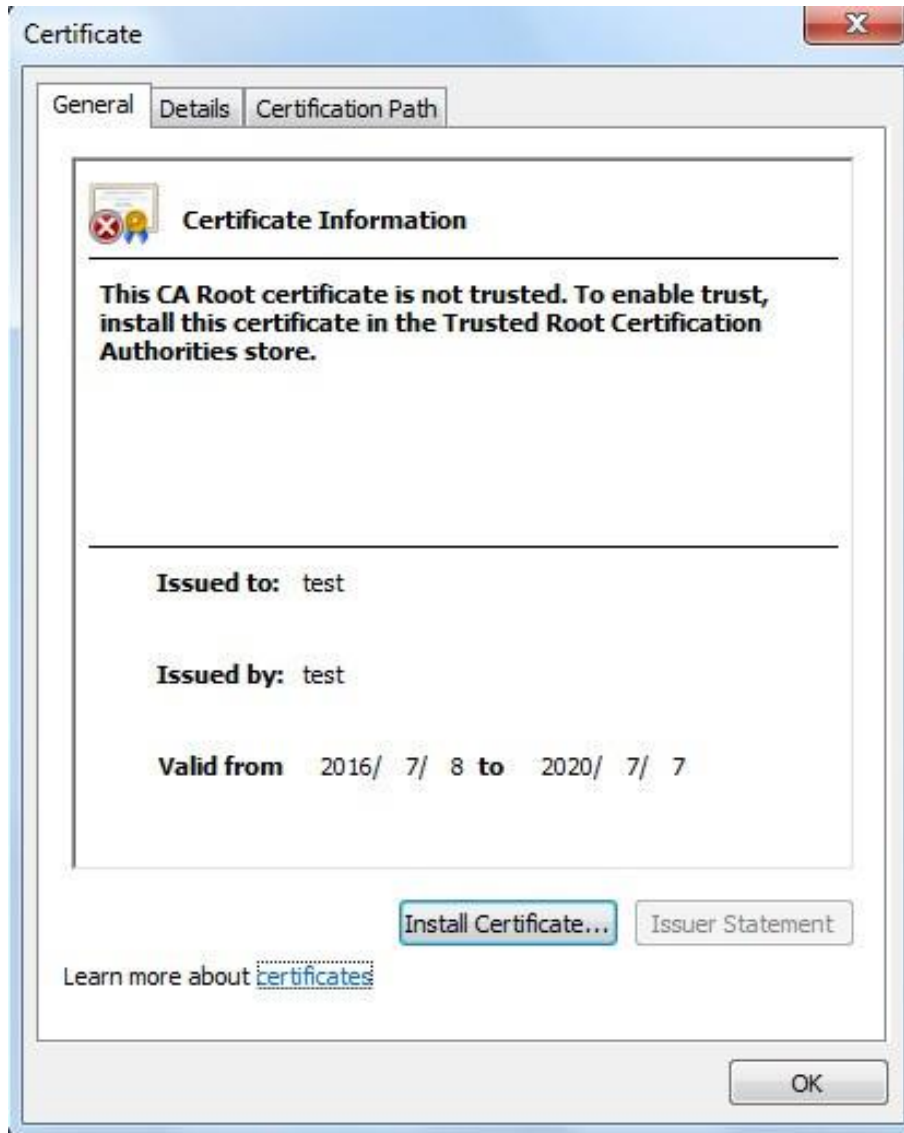 Certificate
General Details Certification Path
Certificate Information
This CA Root certificate is not trusted. To enable trust,
install this certificate in the Trusted Root Certification
Authorities store.
Issued to: test
Issued by: test
Valid from 2016/ 7/ 8 to 2020/ 7/ 7
Install Certificate... Issuer Statement
Learn more about certificates
OK